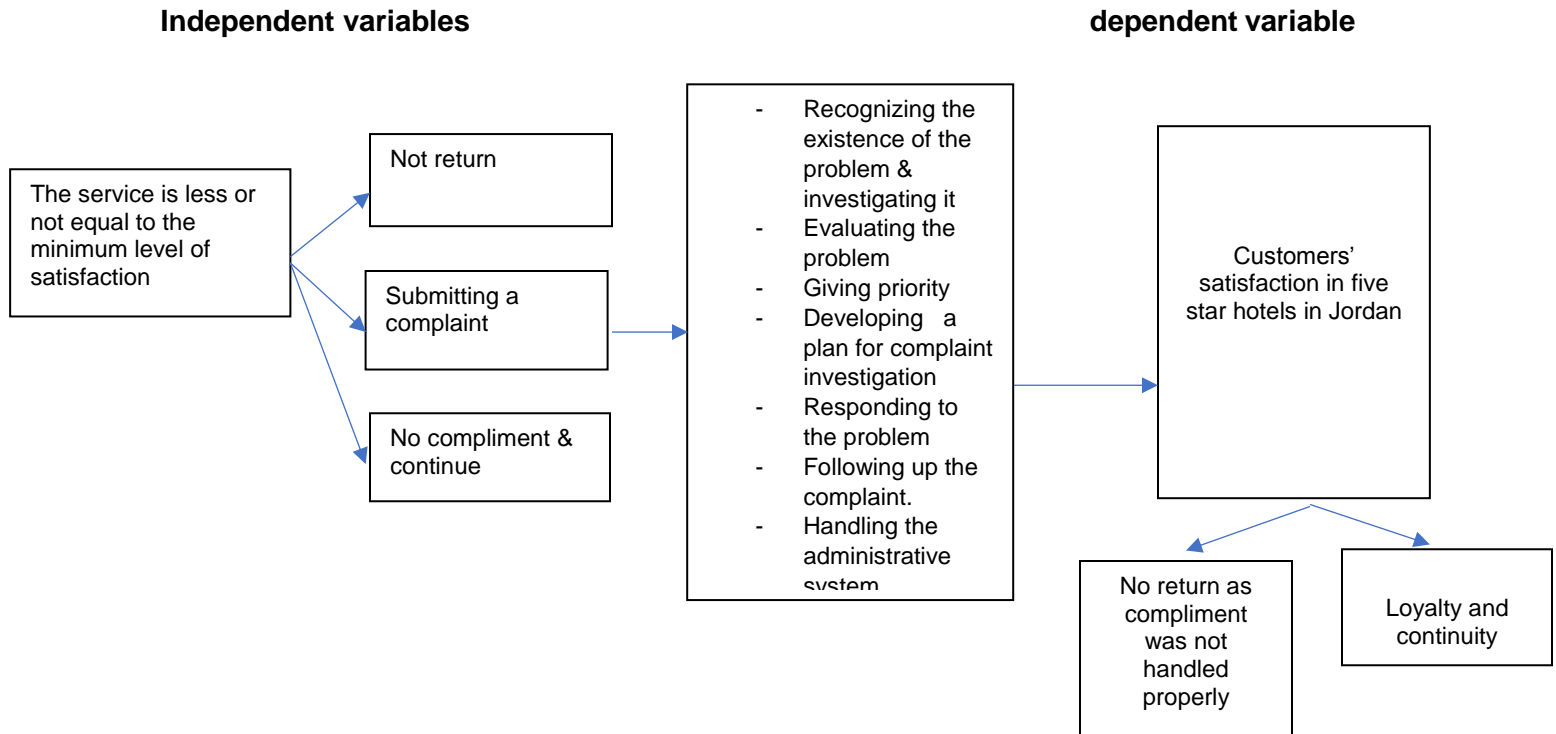 Independent variables
dependent variable
The service is less or
not equal to the
minimum level of
satisfaction
Not return
Submitting a
complaint
No compliment &
continue
- Recognizing the
existence of the
problem &
investigating it
- Evaluating the
problem
- Giving priority
- Developing a
plan for complaint
investigation
- Responding to
the problem
- Following up the
complaint.
- Handling the
administrative
system
Customers’
satisfaction in five
star hotels in Jordan
No return as
compliment
was not
handled
properly
Loyalty and
continuity